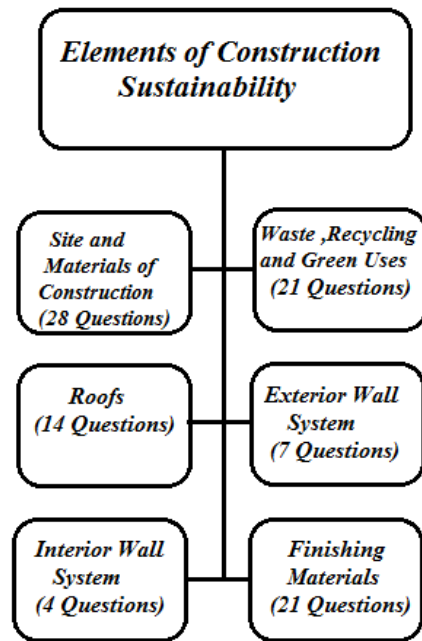 Elements of Construction
Sustainability
Site and
Materials of
Construction
(28 Questions)
Waste ,Recycling
and Green Uses
(21 Questions)
Roofs
(14 Questions)
Exterior Wall
System
(7 Questions)
Interior Wall
System
(4 Questions)
Finishing
Materials
(21 Questions)